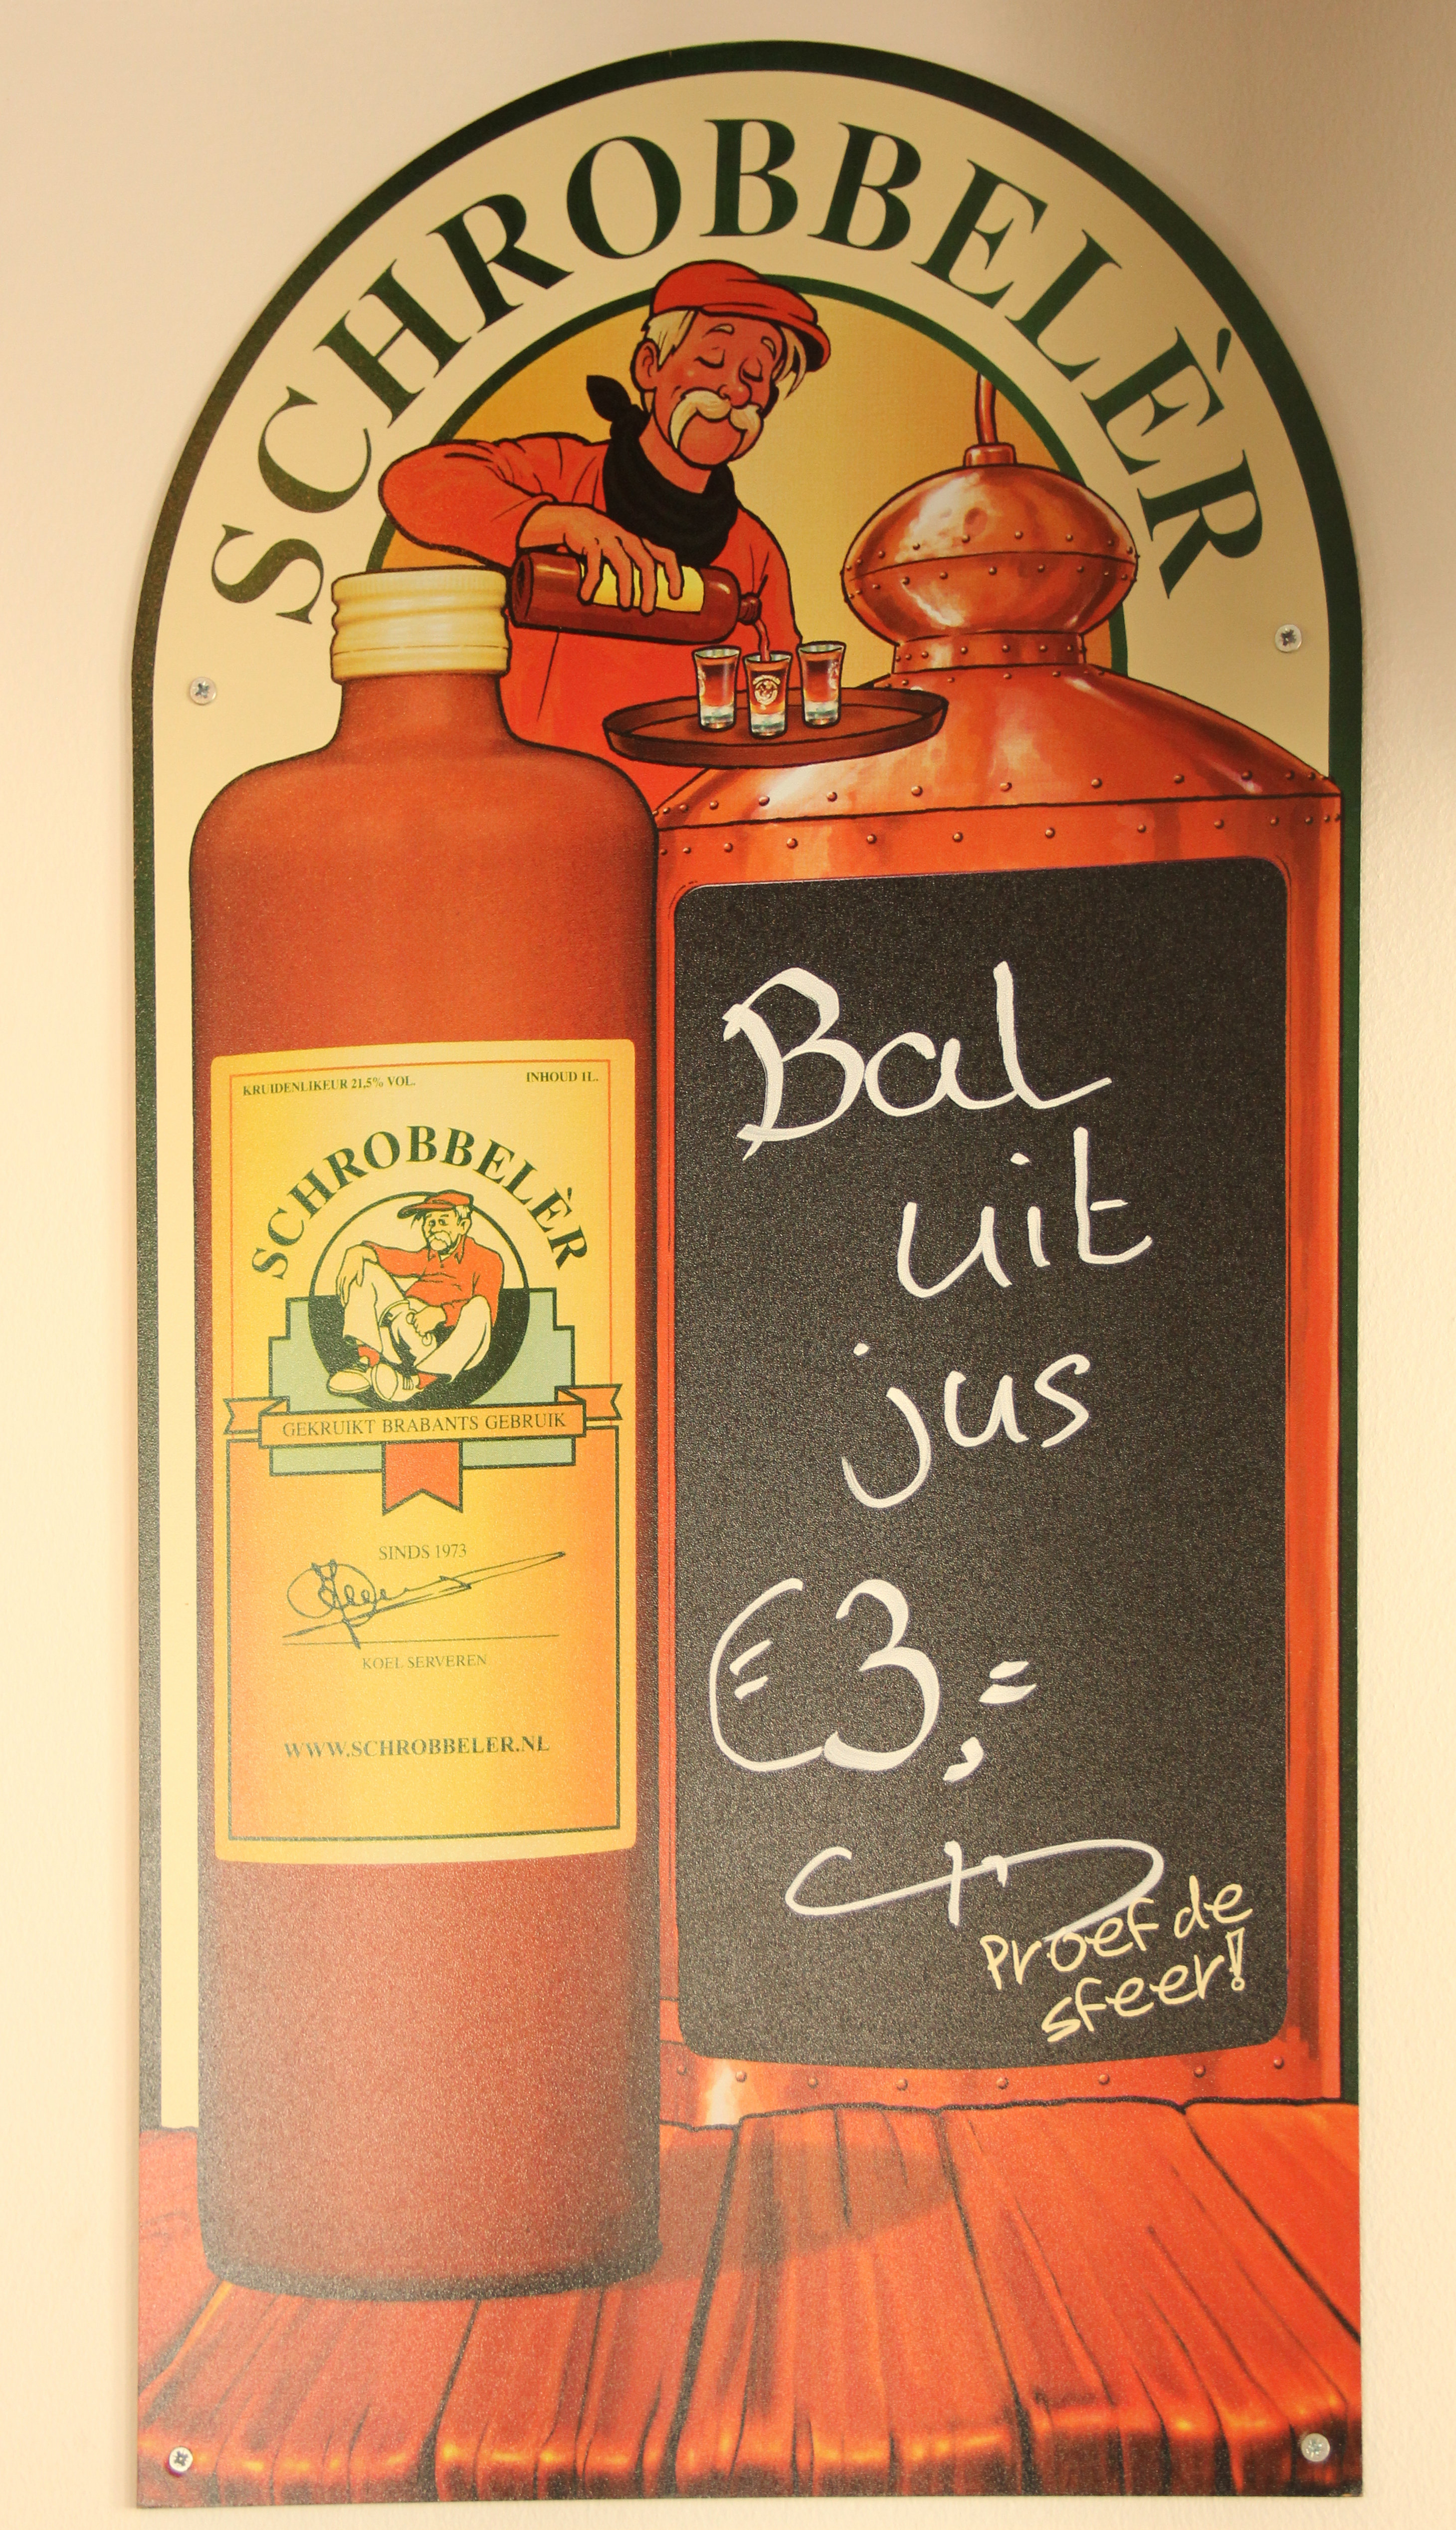 SCHROBBELÈR
KRUIDENLIKEUR 21,5% VOL. INHOUD 1L.
SCHROBBELÈR
GEKRUIKT BRABANTS GEBRUIK
SINDS 1973
KOEL SERVEREN
WWW.SCHROBBELER.NL
Bal
uit
jus
€3,=
Proef de
sfeer!